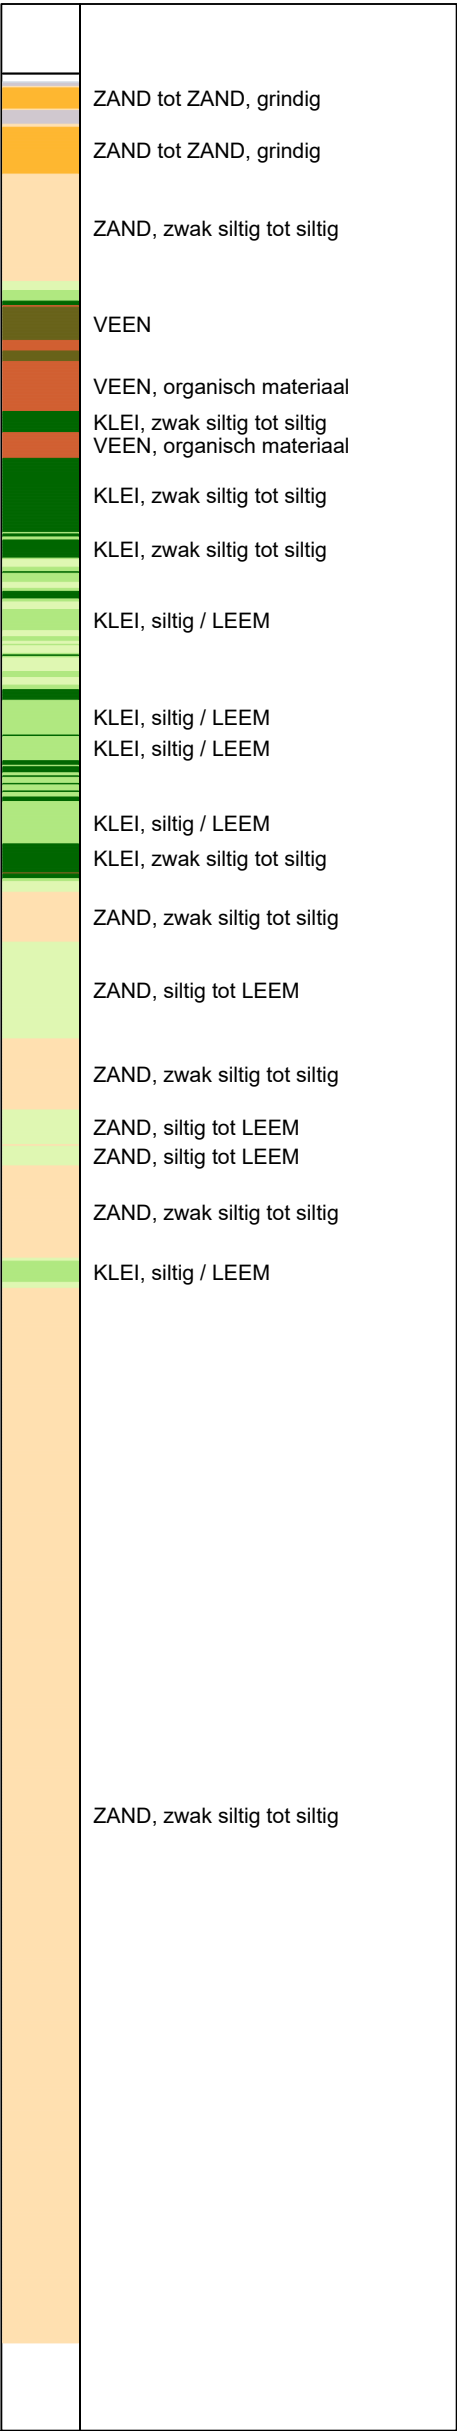 ZAND tot ZAND, grindig
ZAND tot ZAND, grindig
ZAND, zwak siltig tot siltig
VEEN
VEEN, organisch materiaal
KLEI, zwak siltig tot siltig
VEEN, organisch materiaal
KLEI, zwak siltig tot siltig
KLEI, zwak siltig tot siltig
KLEI, siltig / LEEM
KLEI, siltig / LEEM
KLEI, siltig / LEEM
KLEI, siltig / LEEM
KLEI, zwak siltig tot siltig
ZAND, zwak siltig tot siltig
ZAND, siltig tot LEEM
ZAND, zwak siltig tot siltig
ZAND, siltig tot LEEM
ZAND, siltig tot LEEM
ZAND, zwak siltig tot siltig
KLEI, siltig / LEEM
ZAND, zwak siltig tot siltig